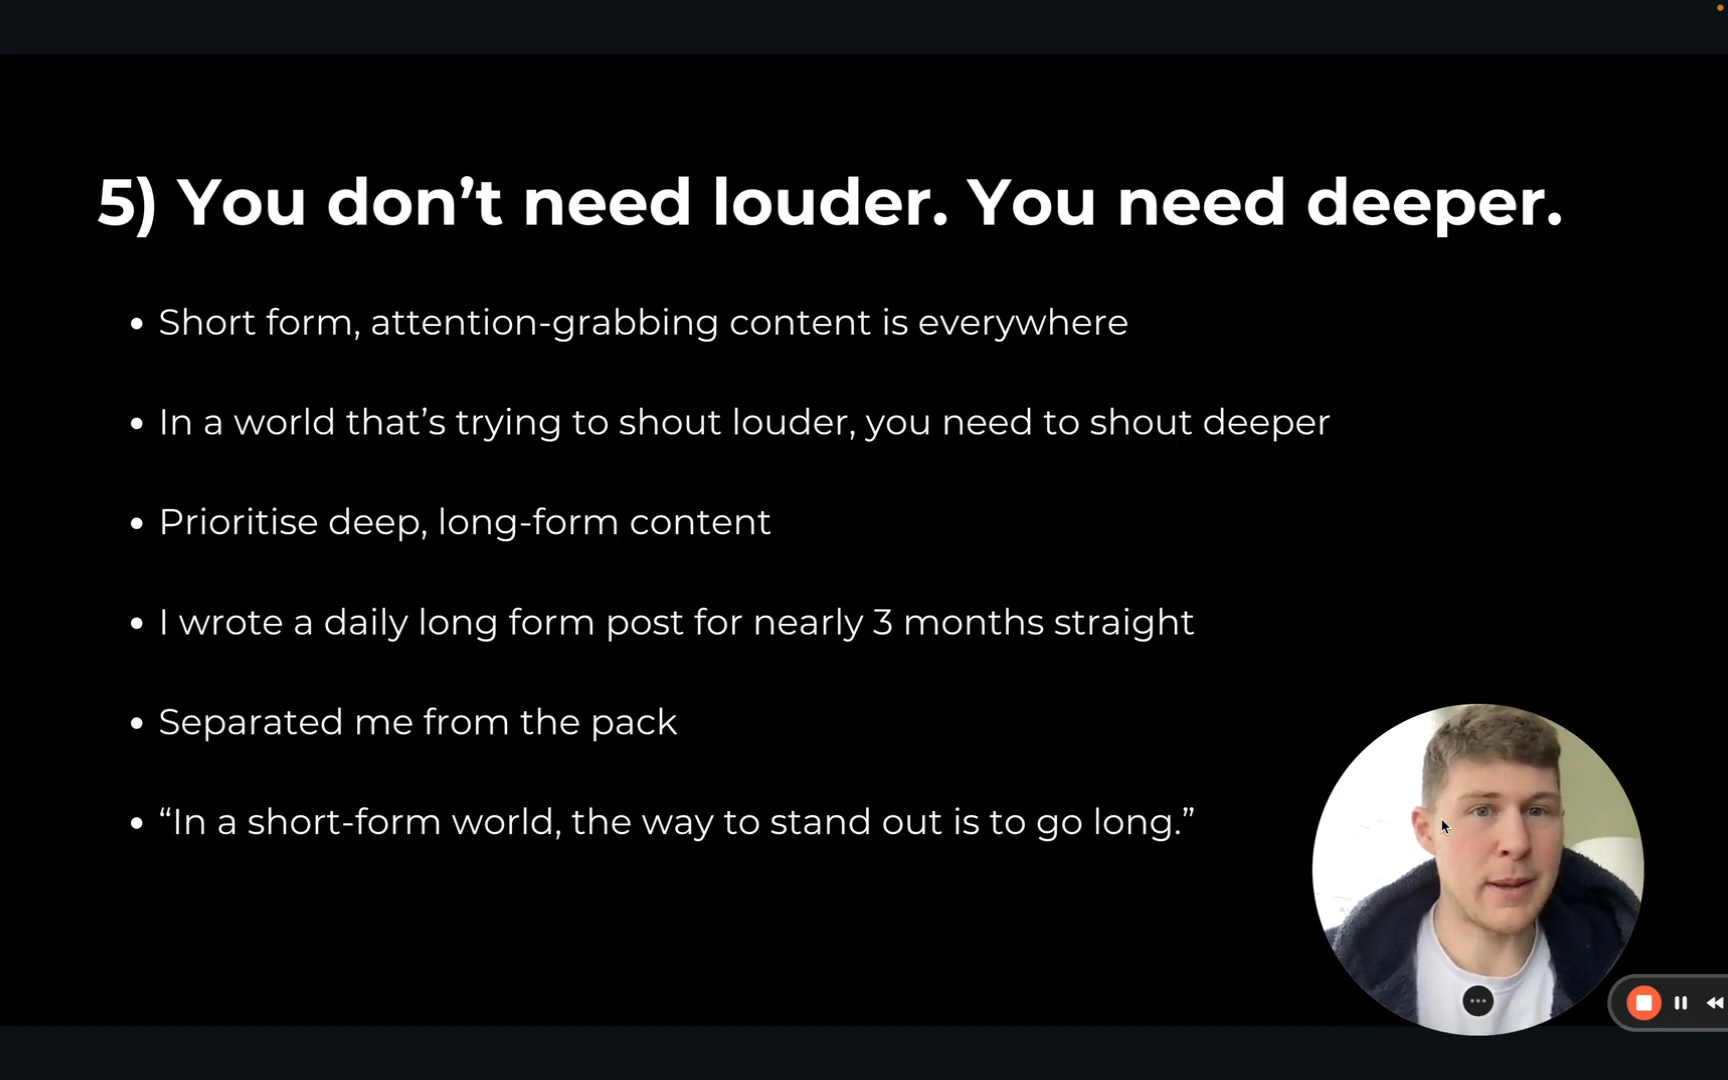 5) You don’t need louder. You need deeper.
• Short form, attention-grabbing content is everywhere
• In a world that’s trying to shout louder, you need to shout deeper
• Prioritise deep, long-form content
• I wrote a daily long form post for nearly 3 months straight
• Separated me from the pack
• “In a short-form world, the way to stand out is to go long.”